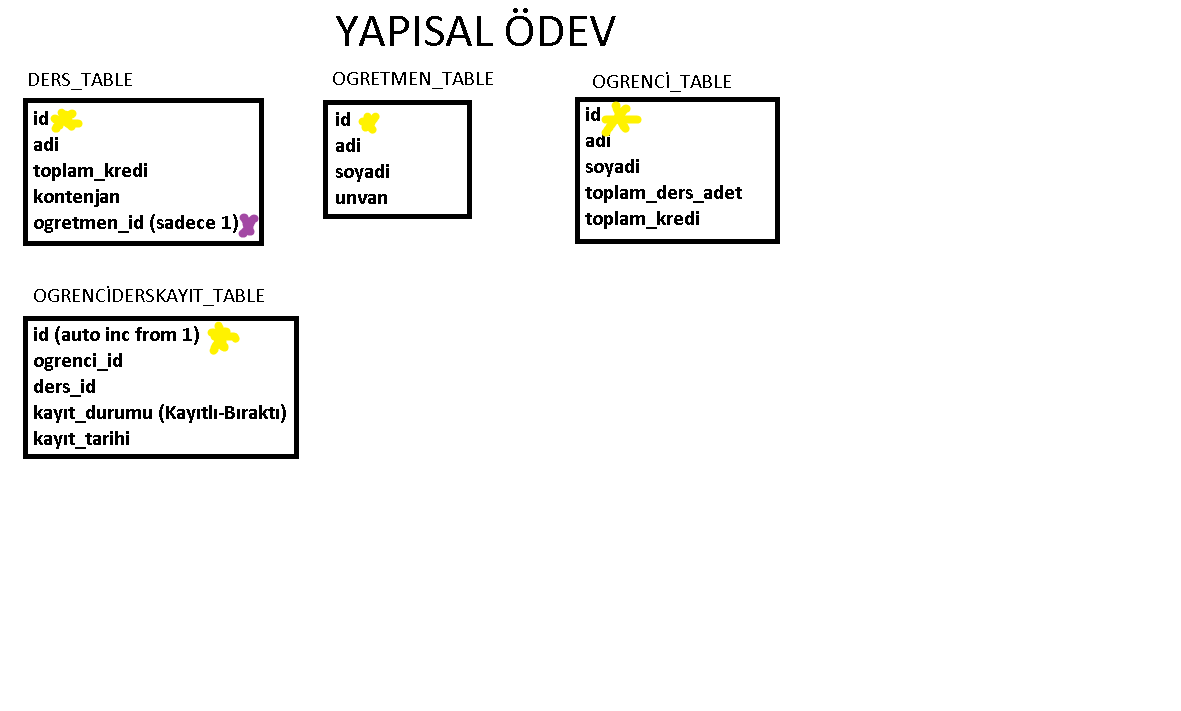 YAPISAL ÖDEV
DERS_TABLE
id
adi
toplam_kredi
kontenjan
ogretmen_id (sadece 1)
OGRETMEN_TABLE
id
adi
soyadi
unvan
OGRENCİ_TABLE
id
adi
soyadi
toplam_ders_adet
toplam_kredi
OGRENCİDERSKAYIT_TABLE
id (auto inc from 1)
ogrenci_id
ders_id
kayıt_durumu (Kayıtlı-Bıraktı)
kayıt_tarihi